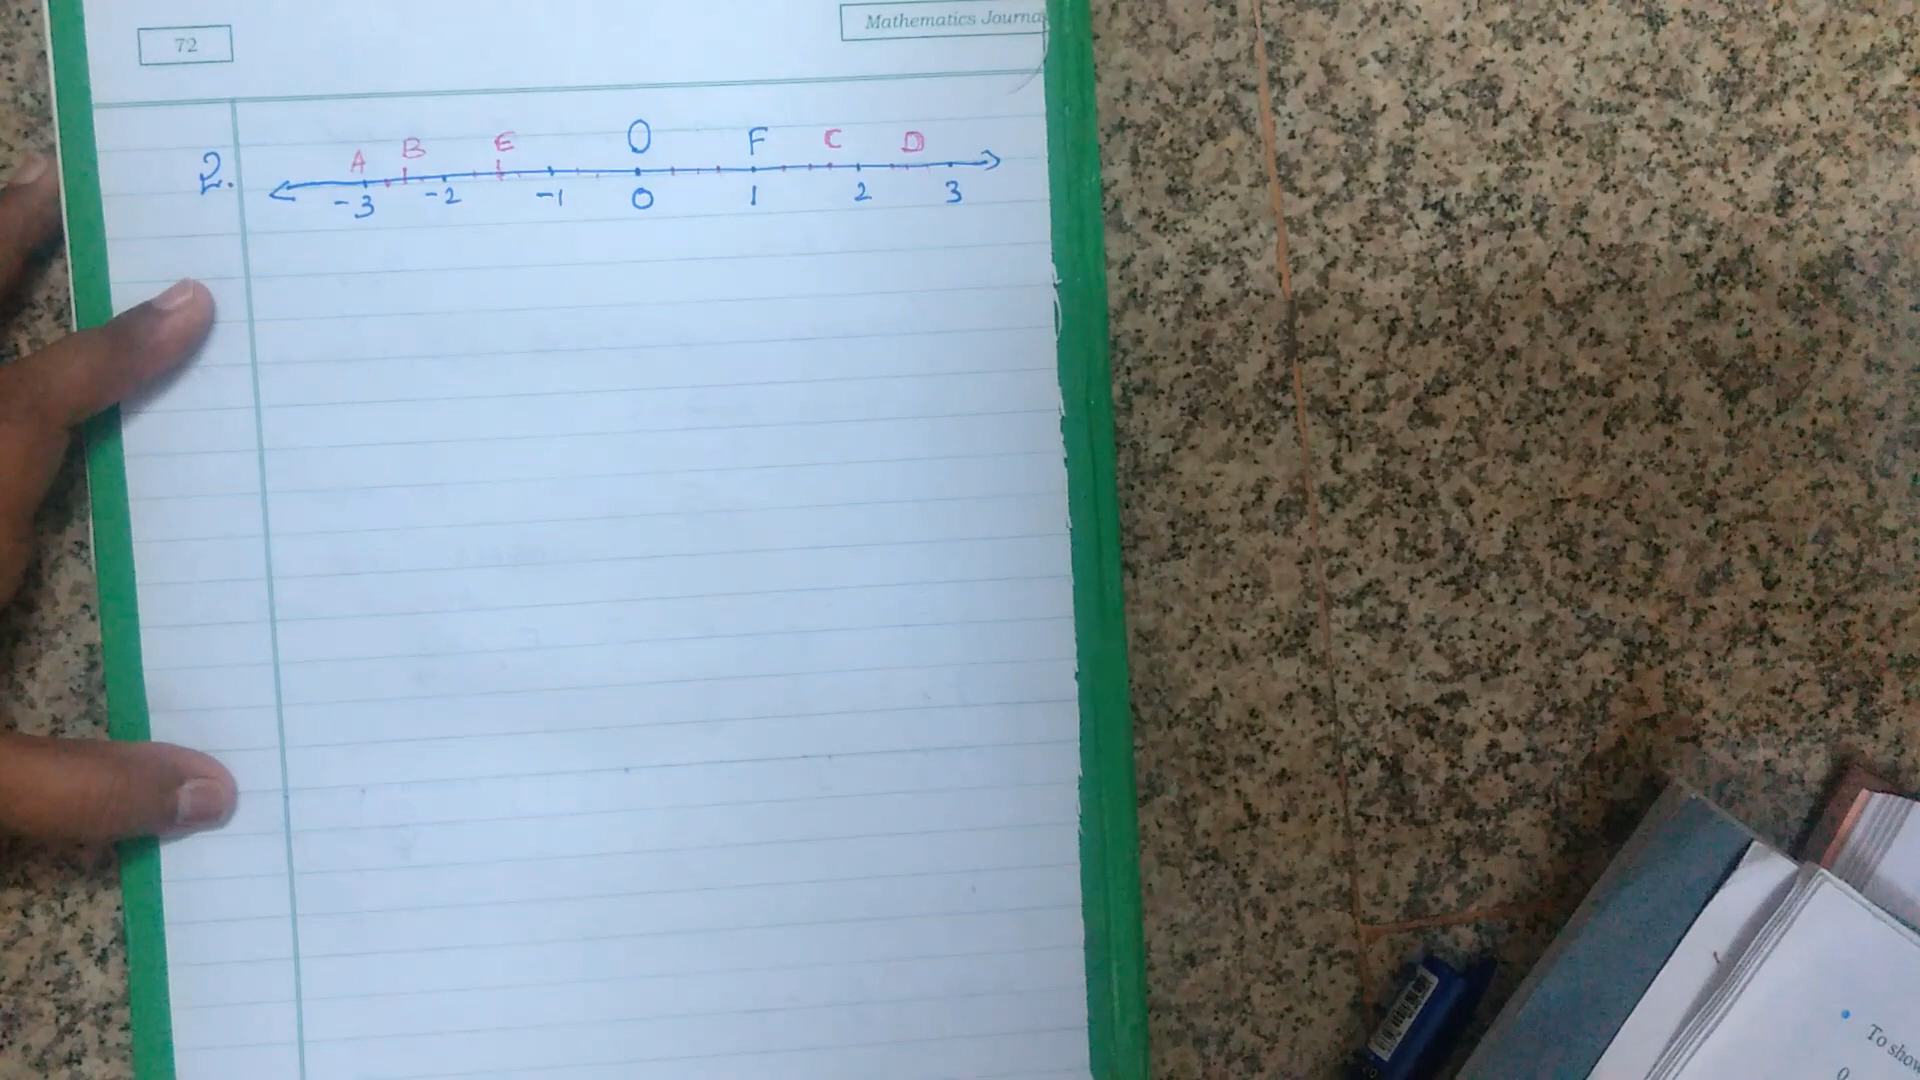 72
Mathematics Journa
A B E O F C D
2.
-3 -2 -1 0 1 2 3
To show